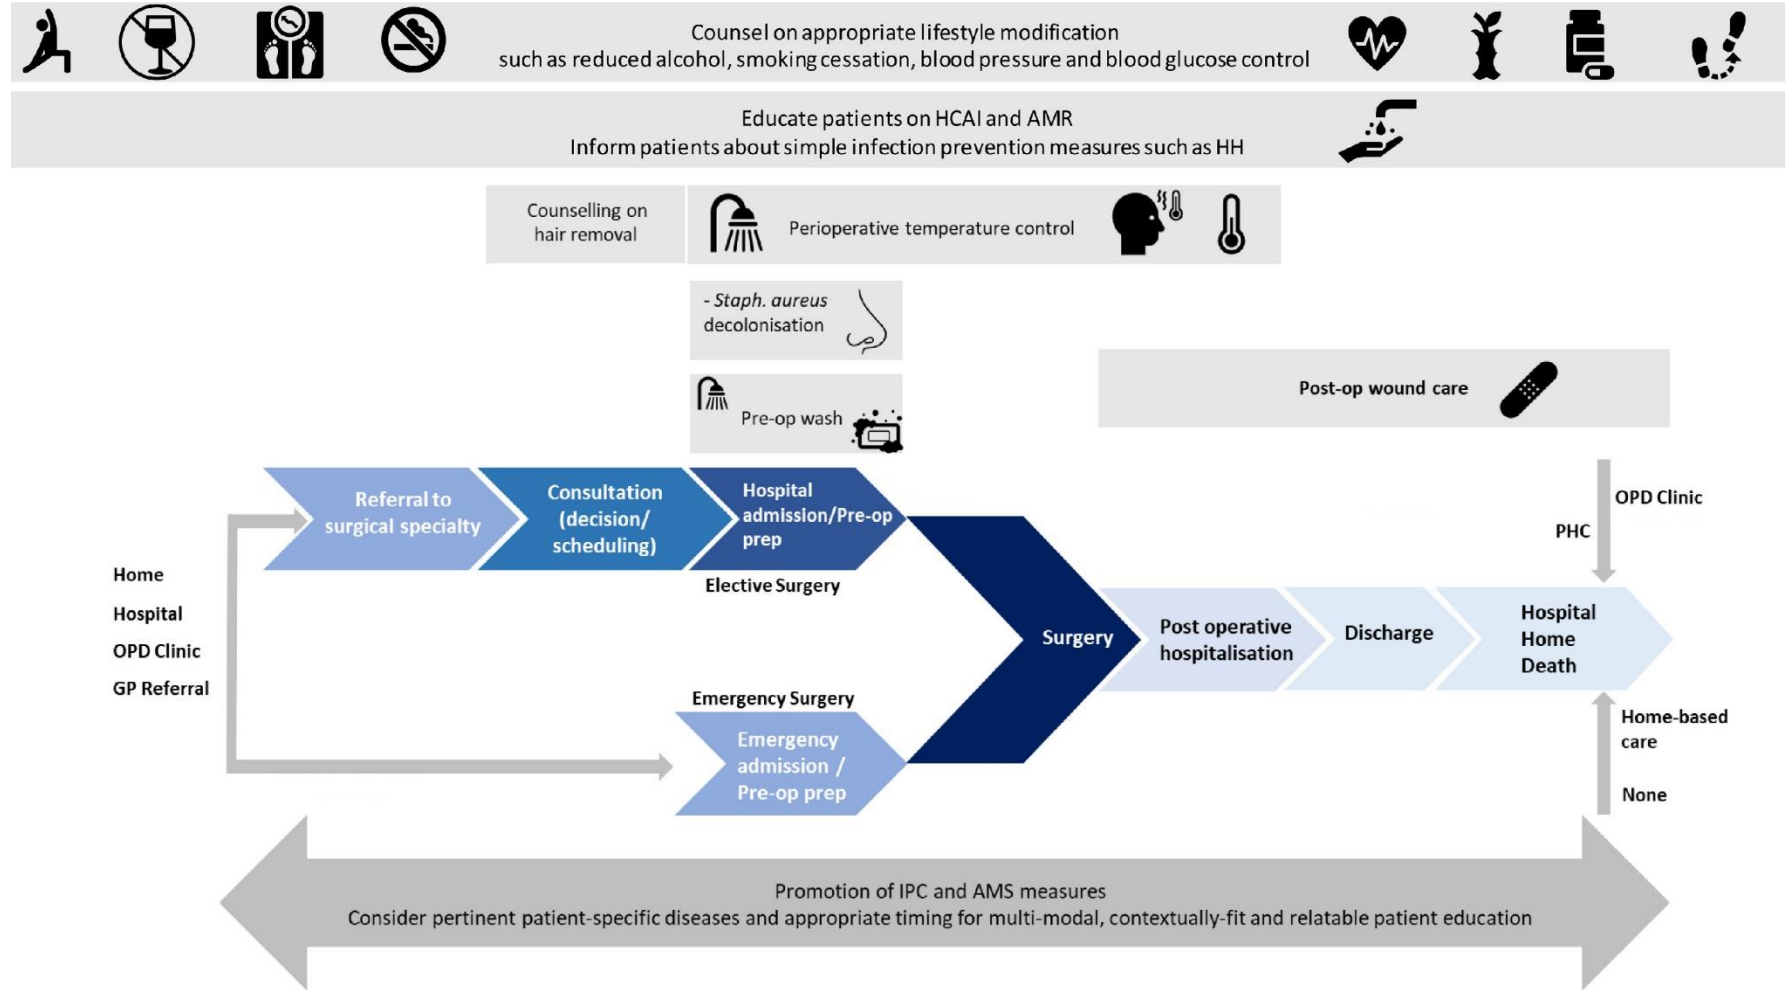 Counsel on appropriate lifestyle modification
such as reduced alcohol, smoking cessation, blood pressure and blood glucose control
Educate patients on HCAI and AMR
Inform patients about simple infection prevention measures such as HH
Counselling on
hair removal
Perioperative temperature control
- Staph. aureus
decolonisation
Pre-op wash
Post-op wound care
Referral to
surgical specialty
Consultation
(decision/
scheduling)
Hospital
admission/Pre-op
prep
Elective Surgery
OPD Clinic
PHC
Home
Hospital
OPD Clinic
GP Referral
Surgery
Post operative
hospitalisation
Discharge
Hospital
Home
Death
Emergency Surgery
Emergency
admission /
Pre-op prep
Home-based
care
None
Promotion of IPC and AMS measures
Consider pertinent patient-specific diseases and appropriate timing for multi-modal, contextually-fit and relatable patient education